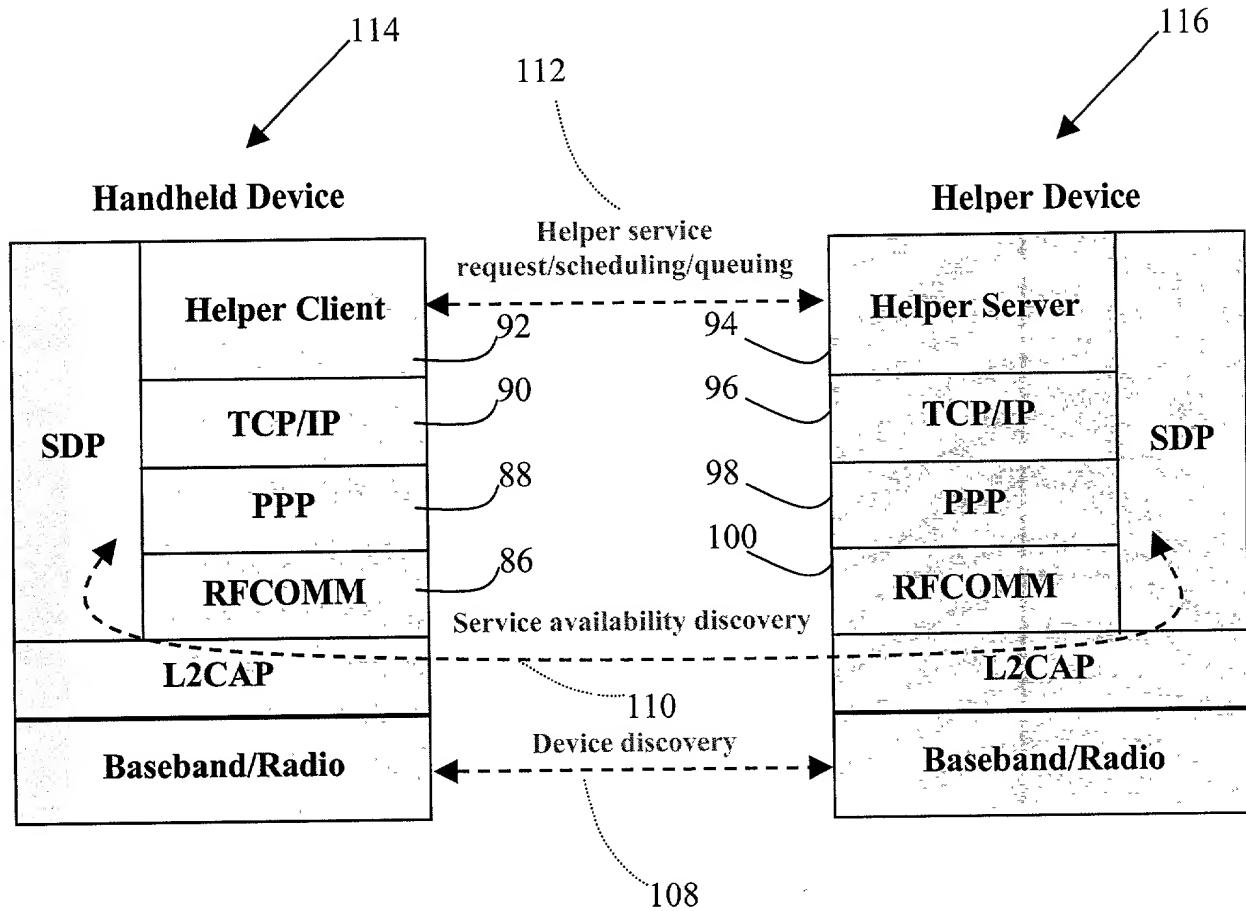 114
116
112
Handheld Device
Helper Device
Helper service
request/scheduling/queuing
Helper Client
Helper Server
92
94
90
96
TCP/IP
TCP/IP
SDP
SDP
88
98
PPP
PPP
86
100
RFCOMM
RFCOMM
Service availability discovery
L2CAP
L2CAP
110
Device discovery
Baseband/Radio
Baseband/Radio
108